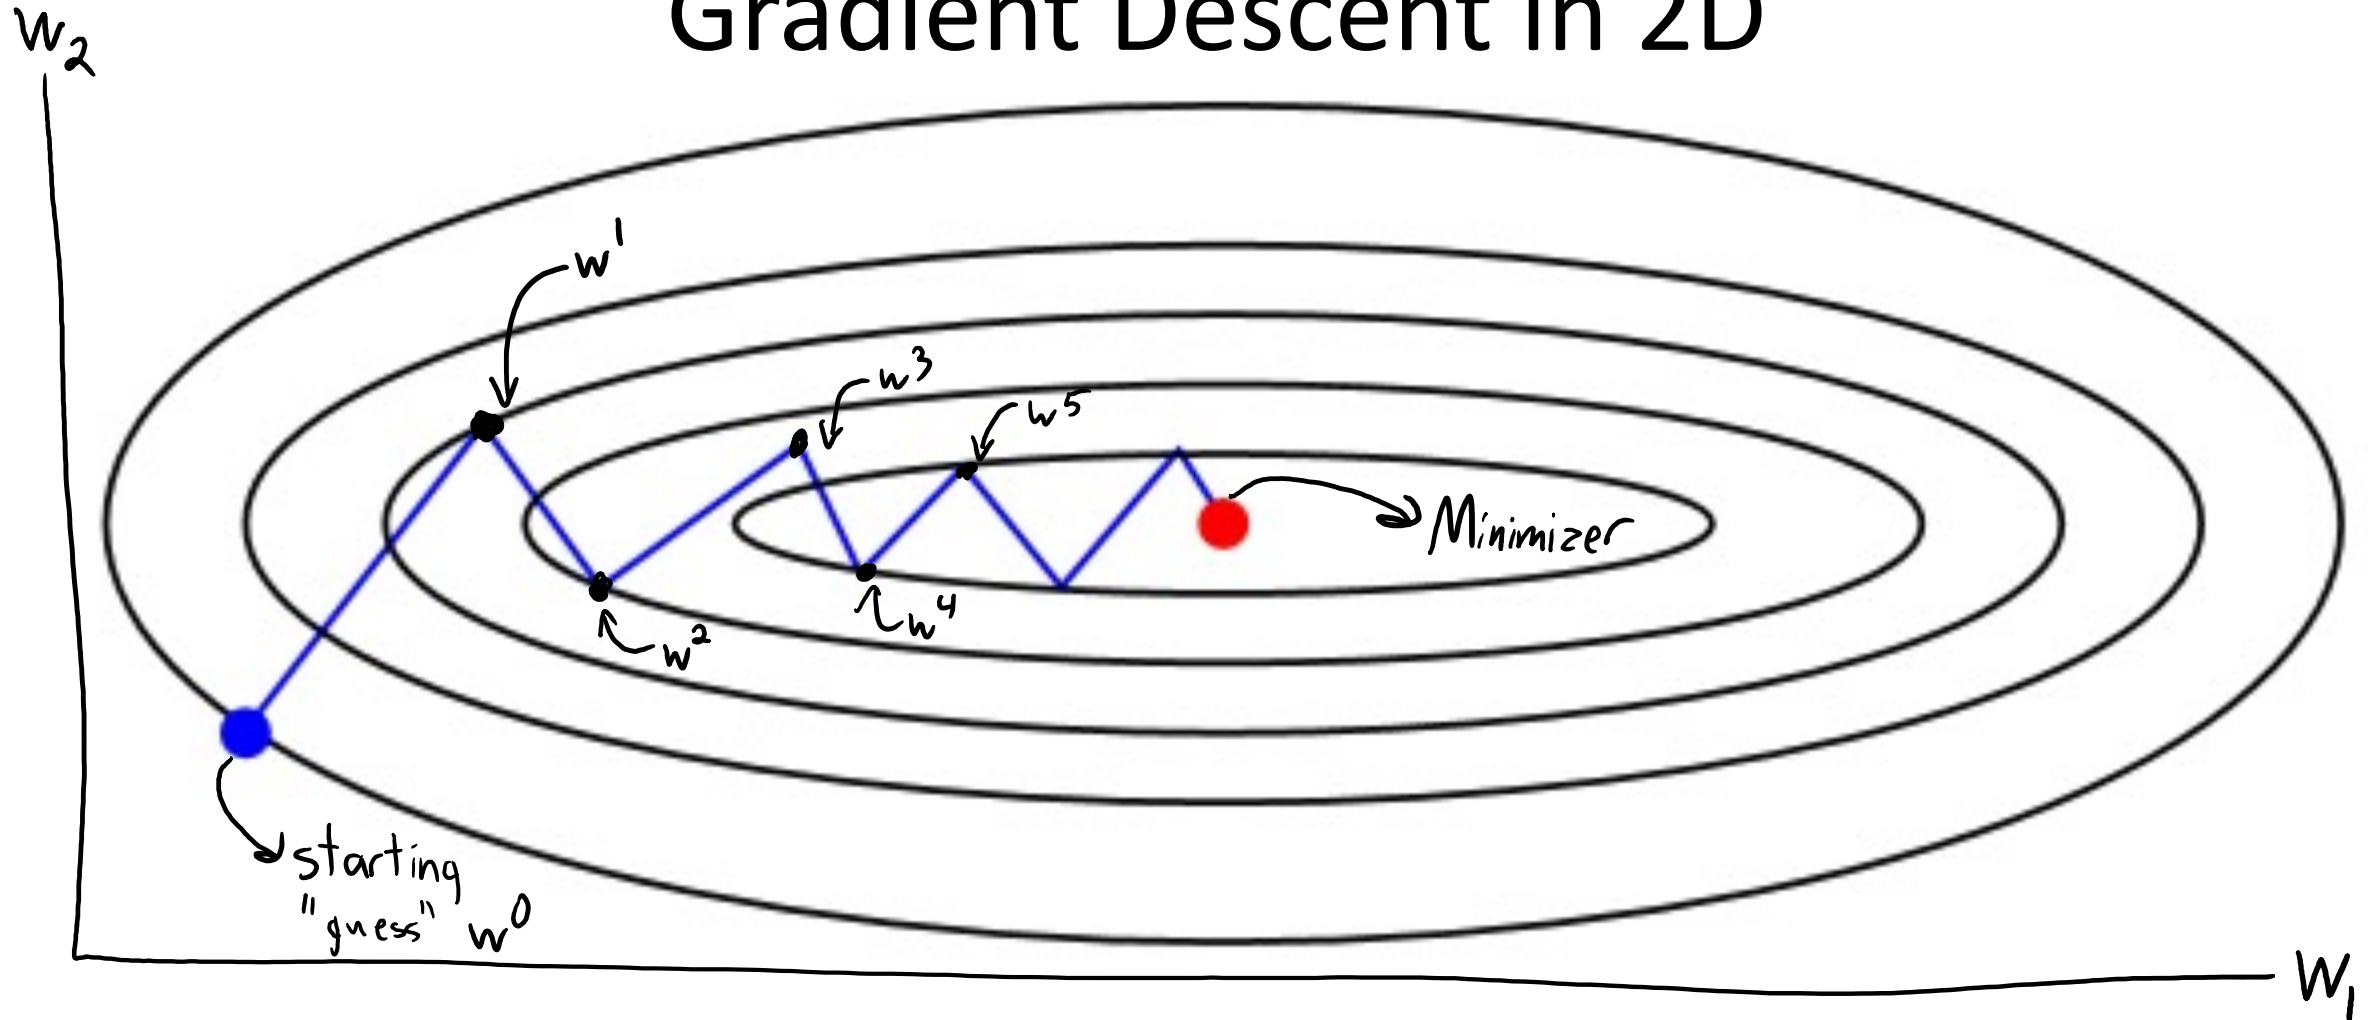 Gradient Descent in 2D
w₂
w¹
w³
w⁵
Minimizer
w⁴
w²
starting
"guess" w⁰
w₁